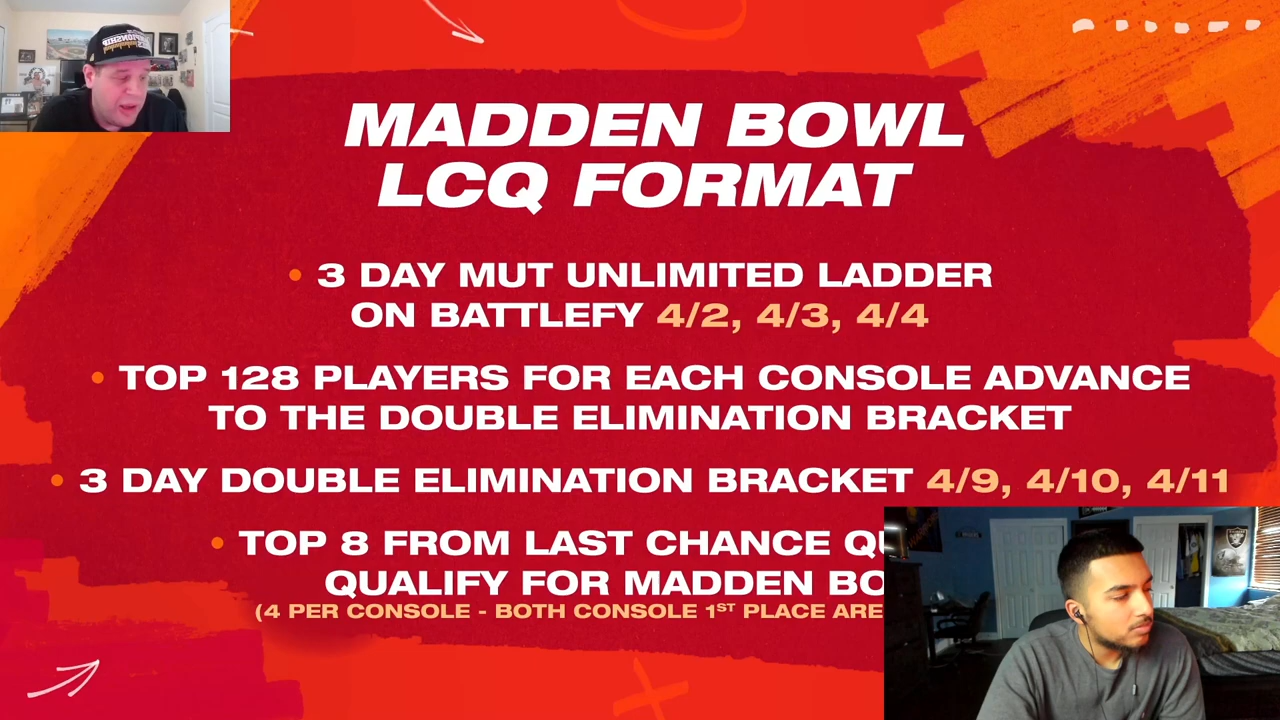 MADDEN BOWL
LCQ FORMAT
• 3 DAY MUT UNLIMITED LADDER
ON BATTLEFY 4/2, 4/3, 4/4
• TOP 128 PLAYERS FOR EACH CONSOLE ADVANCE
TO THE DOUBLE ELIMINATION BRACKET
• 3 DAY DOUBLE ELIMINATION BRACKET 4/9, 4/10, 4/11
• TOP 8 FROM LAST CHANCE
QUALIFY FOR MADDEN
(4 PER CONSOLE - BOTH CONSOLE 1ST PLACE ARE